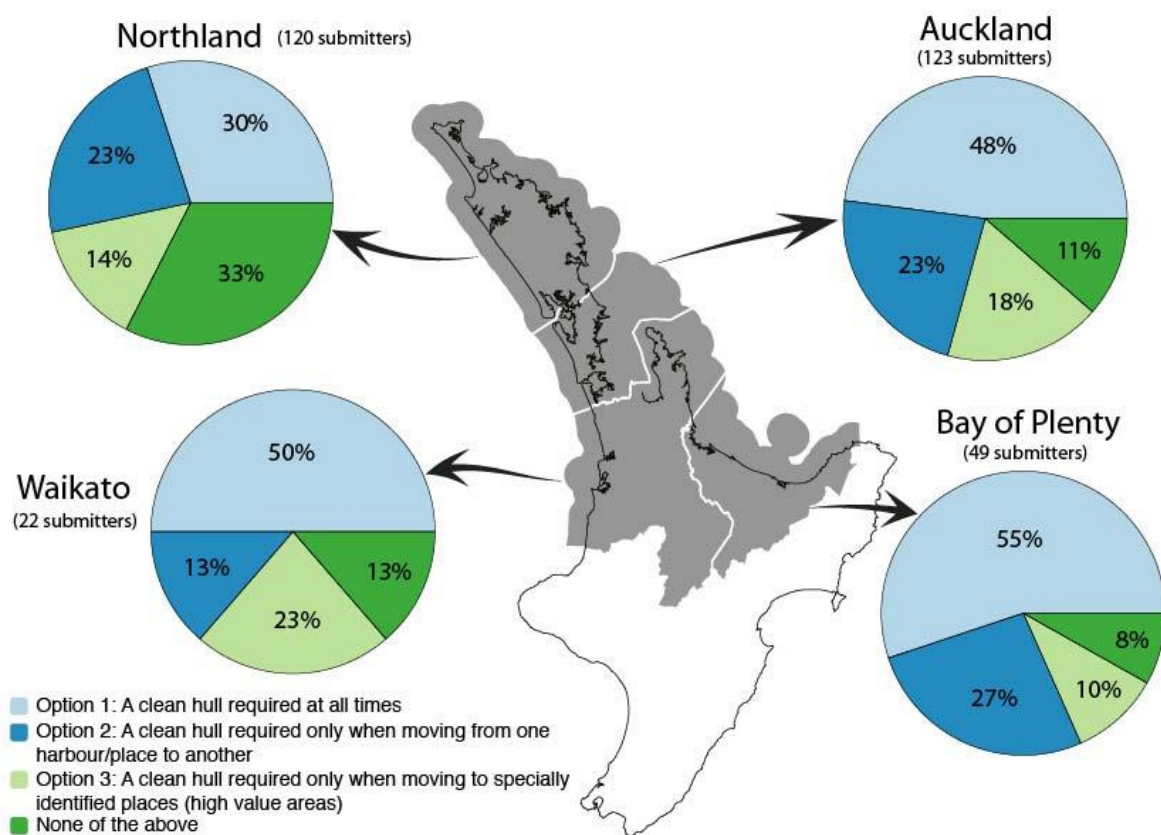 Northland (120 submitters)
30%
23%
14%
33%
Auckland
(123 submitters)
48%
23%
18%
11%
Waikato
(22 submitters)
50%
13%
23%
13%
Bay of Plenty
(49 submitters)
55%
27%
10%
8%
Option 1: A clean hull required at all times
Option 2: A clean hull required only when moving from one
harbour/place to another
Option 3: A clean hull required only when moving to specially
identified places (high value areas)
None of the above